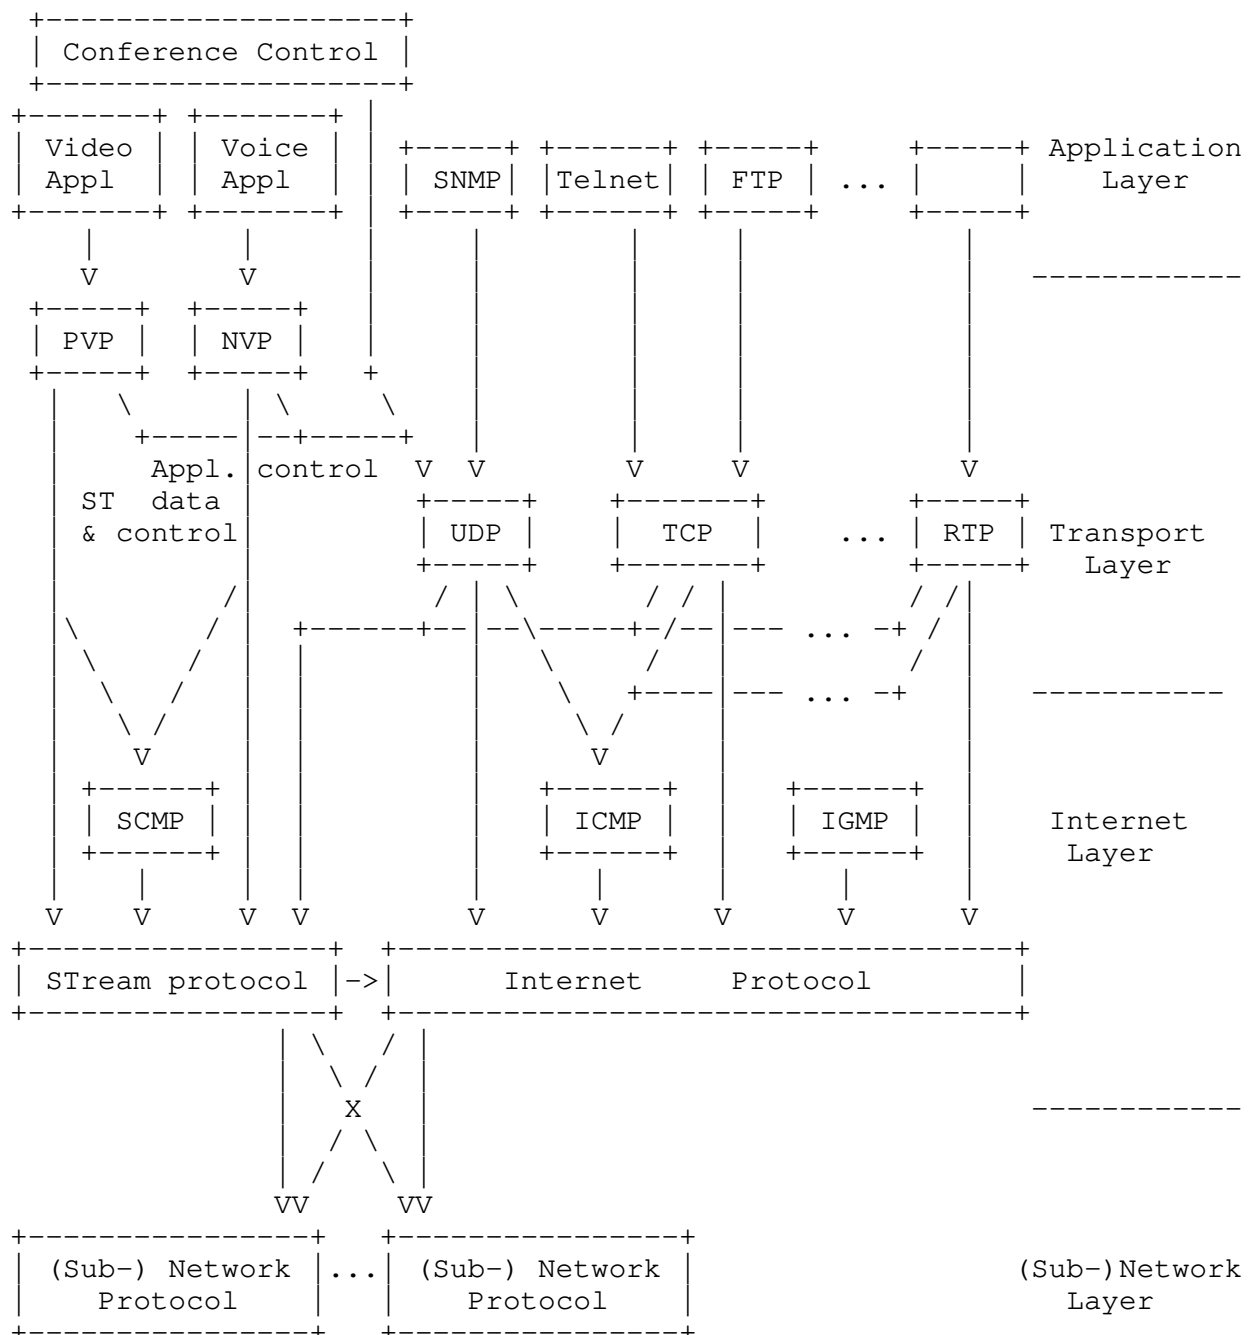 Conference Control
Video Voice Application
Appl Appl SNMP Telnet FTP ... Layer
V V
PVP NVP
Appl. control V V V V V
ST data
& control UDP TCP ... RTP Transport
Layer
...
...
V V
SCMP ICMP IGMP Internet
Layer
V V V V V V V V V
STream protocol -> Internet Protocol
X
VV VV
(Sub-) Network ... (Sub-) Network (Sub-)Network
Protocol Protocol Layer